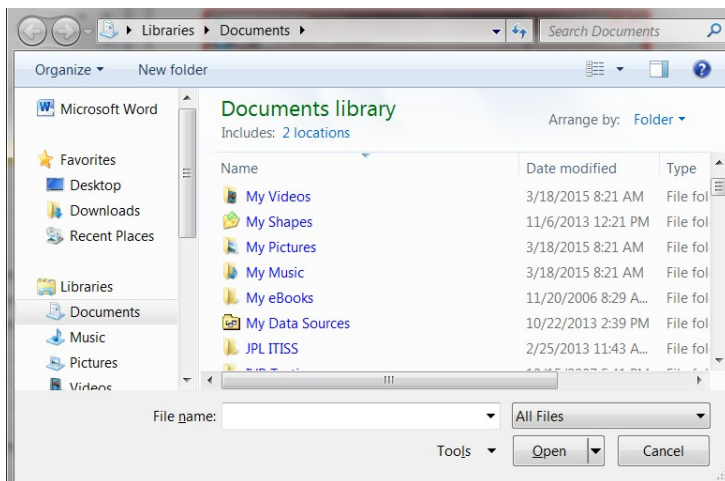 Libraries Documents
Search Documents
Organize New folder
Microsoft Word
Favorites
Desktop
Downloads
Recent Places
Libraries
Documents
Music
Pictures
Videos
Documents library
Includes: 2 locations
Arrange by: Folder
Name Date modified Type
My Videos 3/18/2015 8:21 AM File fol
My Shapes 11/6/2013 12:21 PM File fol
My Pictures 3/18/2015 8:21 AM File fol
My Music 3/18/2015 8:21 AM File fol
My eBooks 11/20/2006 8:29 A... File fol
My Data Sources 10/22/2013 2:39 PM File fol
JPL ITISS 2/25/2013 11:43 A... File fol
File name: All Files
Tools Open Cancel